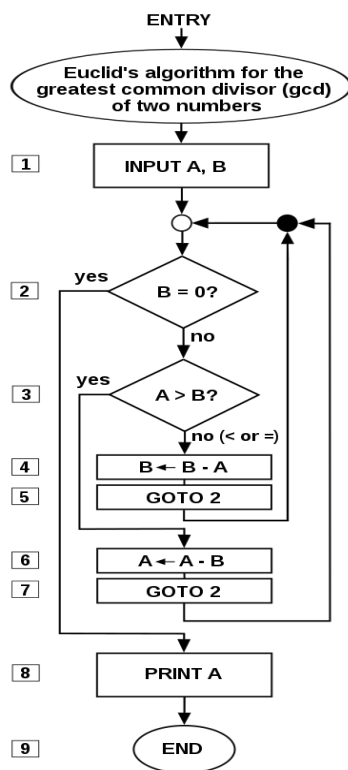 ENTRY
Euclid's algorithm for the
greatest common divisor (gcd)
of two numbers
1
INPUT A, B
yes
2
B = 0?
no
yes
3
A > B?
no (< or =)
4
B ← B - A
5
GOTO 2
6
A ← A - B
7
GOTO 2
8
PRINT A
9
END